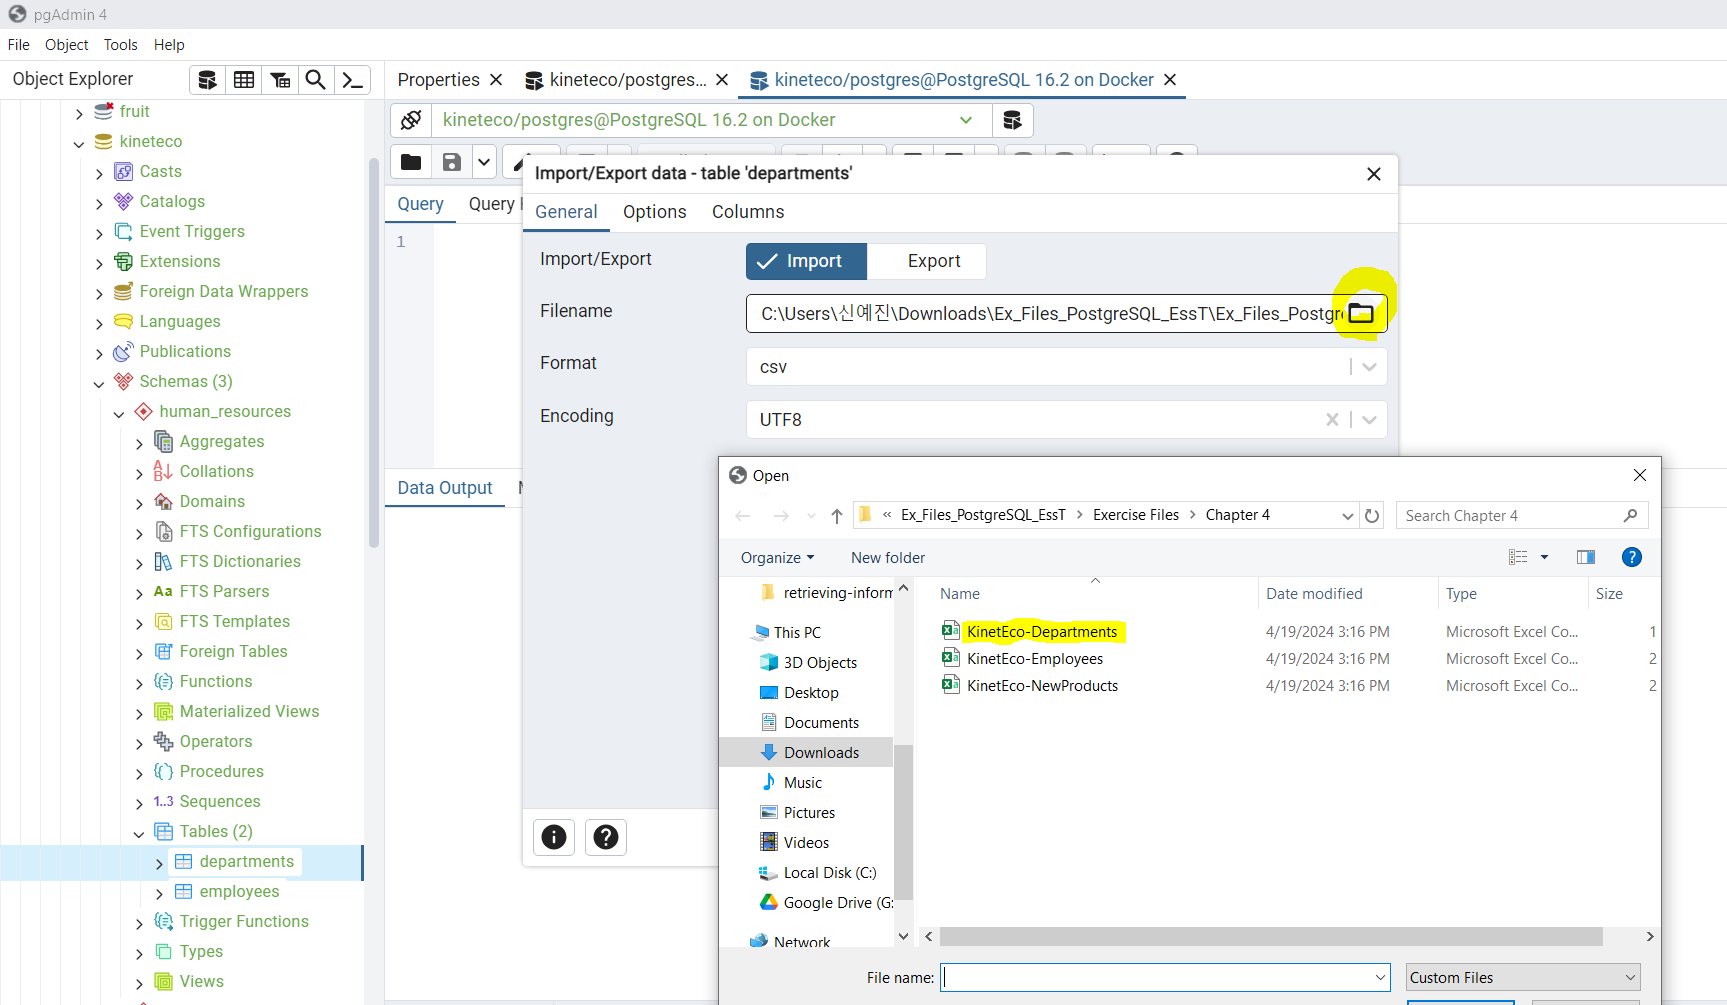 pgAdmin 4
File Object Tools Help
Object Explorer
Properties kineteco/postgres... kineteco/postgres@PostgreSQL 16.2 on Docker
kineteco/postgres@PostgreSQL 16.2 on Docker
fruit
kineteco
Casts
Catalogs
Event Triggers
Extensions
Foreign Data Wrappers
Languages
Publications
Schemas (3)
human_resources
Aggregates
Collations
Domains
FTS Configurations
FTS Dictionaries
Aa FTS Parsers
FTS Templates
Foreign Tables
Functions
Materialized Views
Operators
Procedures
1..3 Sequences
Tables (2)
departments
employees
Trigger Functions
Types
Views
Query Query
1
Data Output
Import/Export data - table 'departments'
General Options Columns
Import/Export Import Export
Filename C:\Users\신예진\Downloads\Ex_Files_PostgreSQL_EssT\Ex_Files_Postgr
Format csv
Encoding UTF8
Open
« Ex_Files_PostgreSQL_EssT > Exercise Files > Chapter 4 Search Chapter 4
Organize New folder
retrieving-inform
This PC
3D Objects
Desktop
Documents
Downloads
Music
Pictures
Videos
Local Disk (C:)
Google Drive (G:
Network
Name Date modified Type Size
KinetEco-Departments 4/19/2024 3:16 PM Microsoft Excel Co... 1
KinetEco-Employees 4/19/2024 3:16 PM Microsoft Excel Co... 2
KinetEco-NewProducts 4/19/2024 3:16 PM Microsoft Excel Co... 2
File name: Custom Files